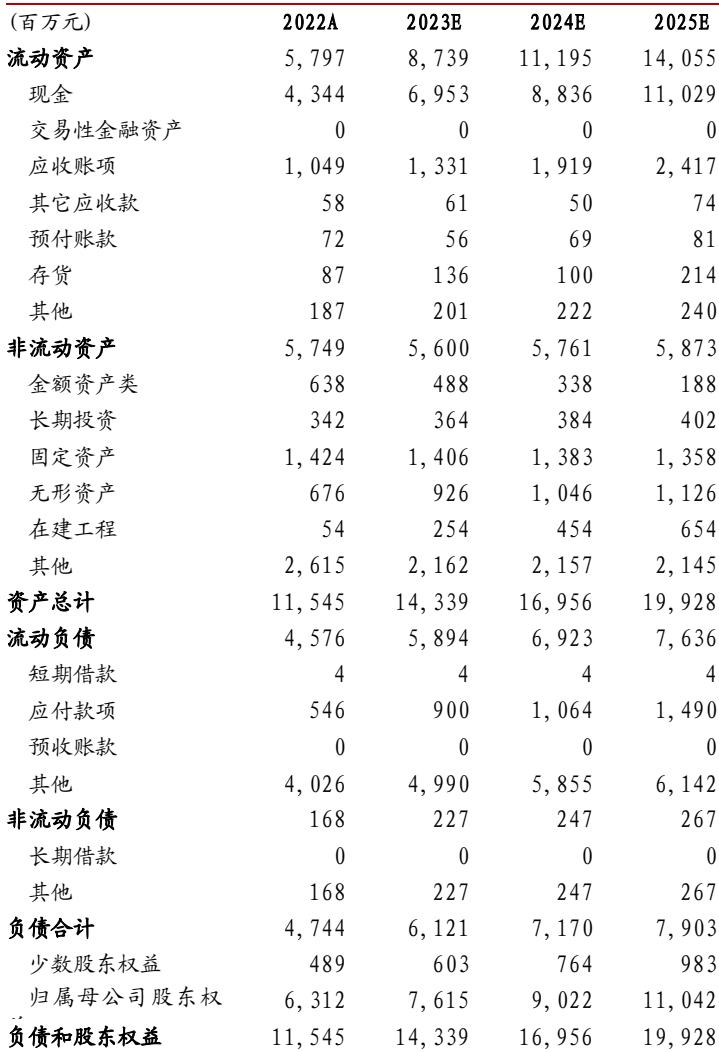 (百万元) 2022A 2023E 2024E 2025E
流动资产 5,797 8,739 11,195 14,055
现金 4,344 6,953 8,836 11,029
交易性金融资产 0 0 0 0
应收账项 1,049 1,331 1,919 2,417
其它应收款 58 61 50 74
预付账款 72 56 69 81
存货 87 136 100 214
其他 187 201 222 240
非流动资产 5,749 5,600 5,761 5,873
金额资产类 638 488 338 188
长期投资 342 364 384 402
固定资产 1,424 1,406 1,383 1,358
无形资产 676 926 1,046 1,126
在建工程 54 254 454 654
其他 2,615 2,162 2,157 2,145
资产总计 11,545 14,339 16,956 19,928
流动负债 4,576 5,894 6,923 7,636
短期借款 4 4 4 4
应付款项 546 900 1,064 1,490
预收账款 0 0 0 0
其他 4,026 4,990 5,855 6,142
非流动负债 168 227 247 267
长期借款 0 0 0 0
其他 168 227 247 267
负债合计 4,744 6,121 7,170 7,903
少数股东权益 489 603 764 983
归属母公司股东权 6,312 7,615 9,022 11,042
负债和股东权益 11,545 14,339 16,956 19,928